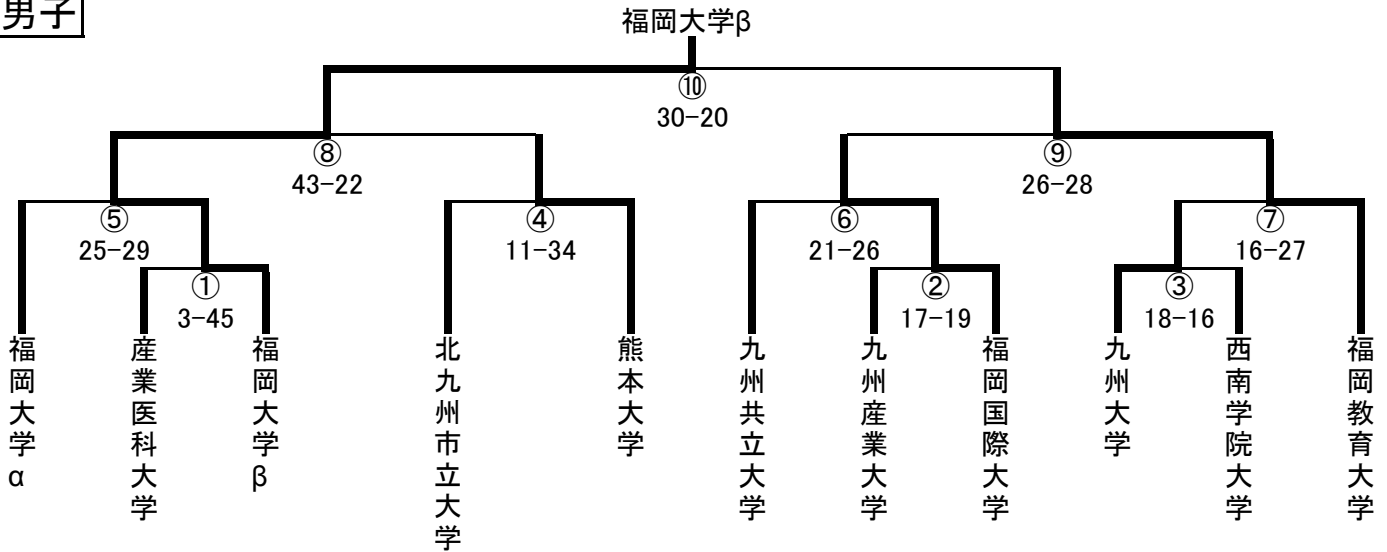 男子
福岡大学β
⑩
30-20
⑧
43-22
⑨
26-28
⑤
25-29
④
11-34
⑥
21-26
⑦
16-27
①
3-45
②
17-19
③
18-16
福岡大学α
産業医科大学
福岡大学β
北九州市立大学
熊本大学
九州共立大学
九州産業大学
福岡国際大学
九州大学
西南学院大学
福岡教育大学